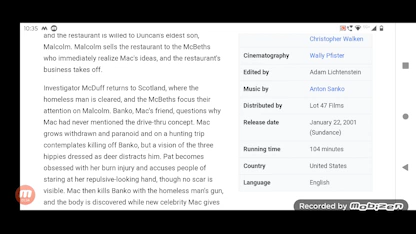 10:35
and the restaurant is willed to Duncan's eldest son,
Malcolm. Malcolm sells the restaurant to the McBeths
who immediately realize Mac's ideas, and the restaurant's
business takes off.
Investigator McDuff returns to Scotland, where the
homeless man is cleared, and the McBeths focus their
attention on Malcolm. Banko, Mac's friend, questions why
Mac had never mentioned the drive-thru concept. Mac
grows withdrawn and paranoid and on a hunting trip
contemplates killing off Banko, but a vision of the three
hippies dressed as deer distracts him. Pat becomes
obsessed with her burn injury and accuses people of
staring at her repulsive-looking hand, though no scar is
visible. Mac then kills Banko with the homeless man's gun,
and the body is discovered while new celebrity Mac gives
Christopher Walken
Cinematography Wally Pfister
Edited by Adam Lichtenstein
Music by Anton Sanko
Distributed by Lot 47 Films
Release date January 22, 2001
(Sundance)
Running time 104 minutes
Country United States
Language English
Recorded by Mobizen